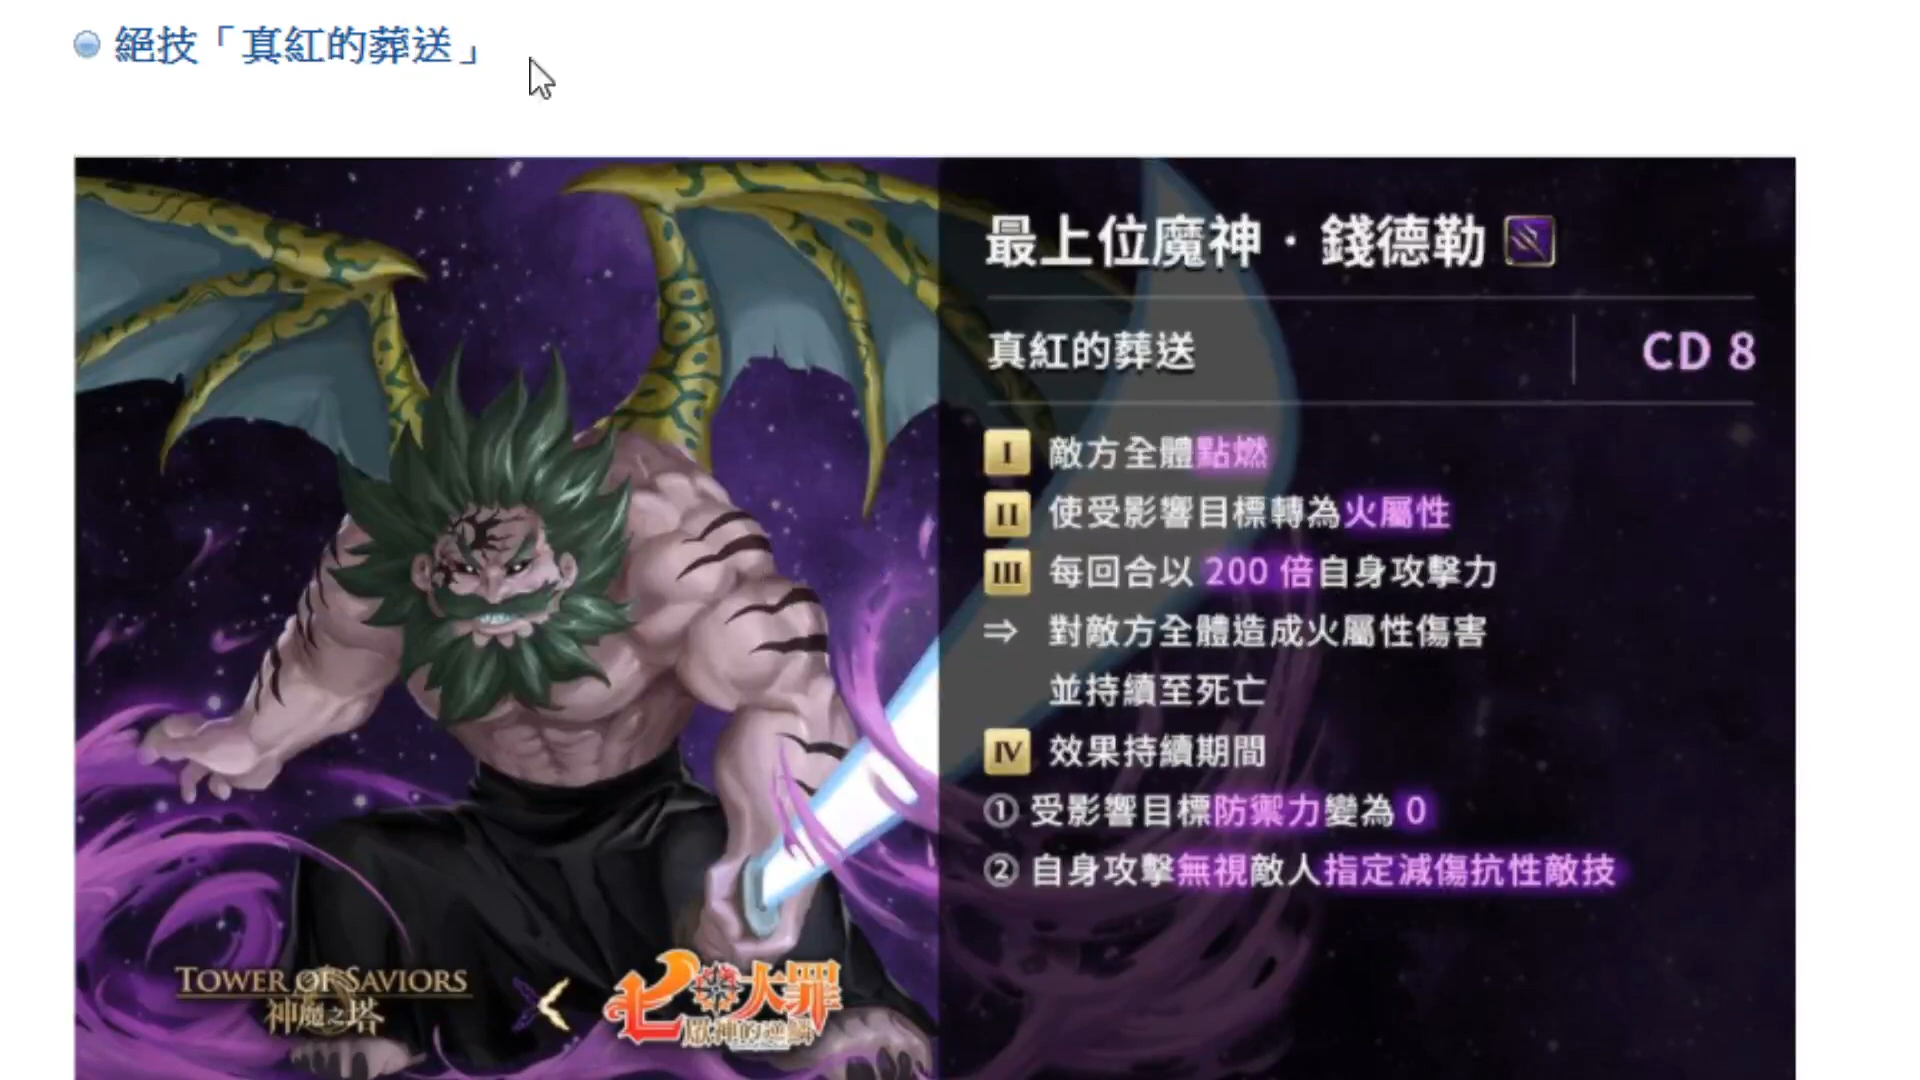 絕技「真紅的葬送」
最上位魔神·錢德勒
真紅的葬送
CD 8
I 敵方全體點燃
II 使受影響目標轉為火屬性
III 每回合以 200 倍自身攻擊力
⇒ 對敵方全體造成火屬性傷害
並持續至死亡
IV 效果持續期間
① 受影響目標防禦力變為 0
② 自身攻擊無視敵人指定減傷抗性敵技
TOWER OF SAVIORS
神魔之塔
七大罪
眾神的逆鱗